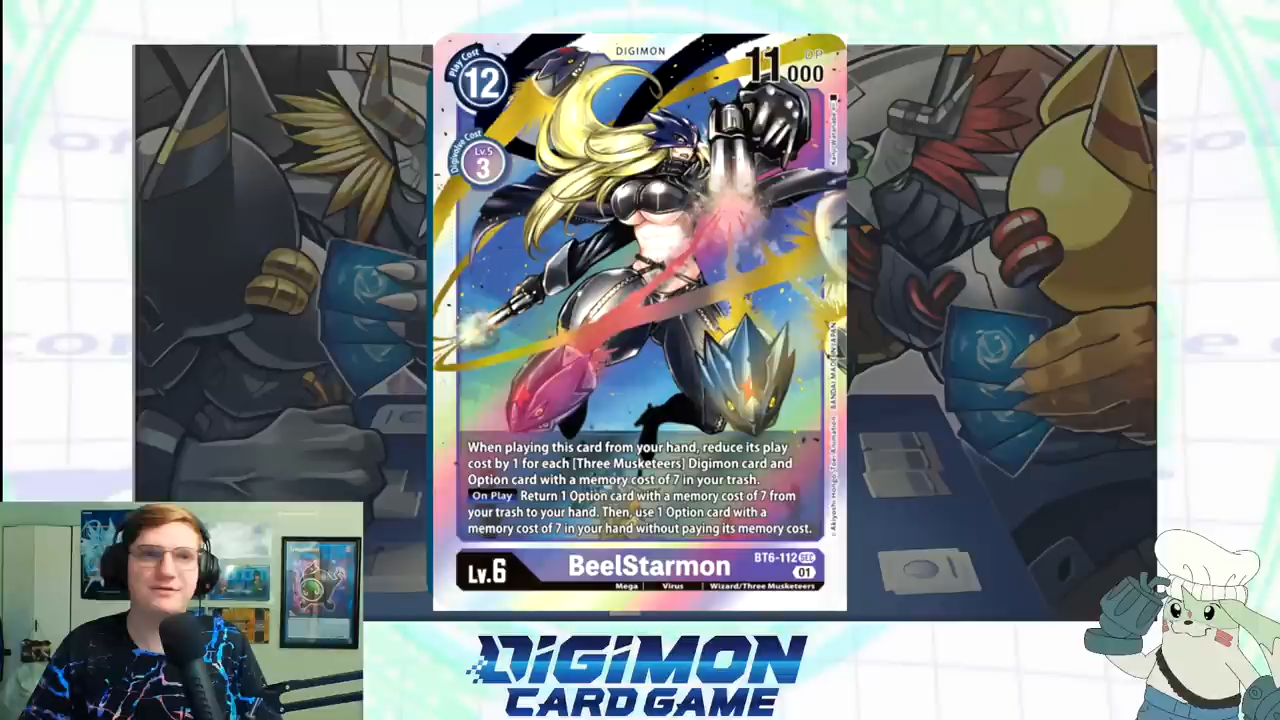 DIGIMON
Play Cost
12
11000
DP
Digivolve Cost
Lv.5
3
When playing this card from your hand, reduce its play
cost by 1 for each [Three Musketeers] Digimon card and
Option card with a memory cost of 7 in your trash.
On Play Return 1 Option card with a memory cost of 7 from
your trash to your hand. Then, use 1 Option card with a
memory cost of 7 in your hand without paying its memory cost.
Lv.6
BeelStarmon
BT6-112 SEC
01
Mega | Virus | Wizard/Three Musketeers
DIGIMON
CARD GAME